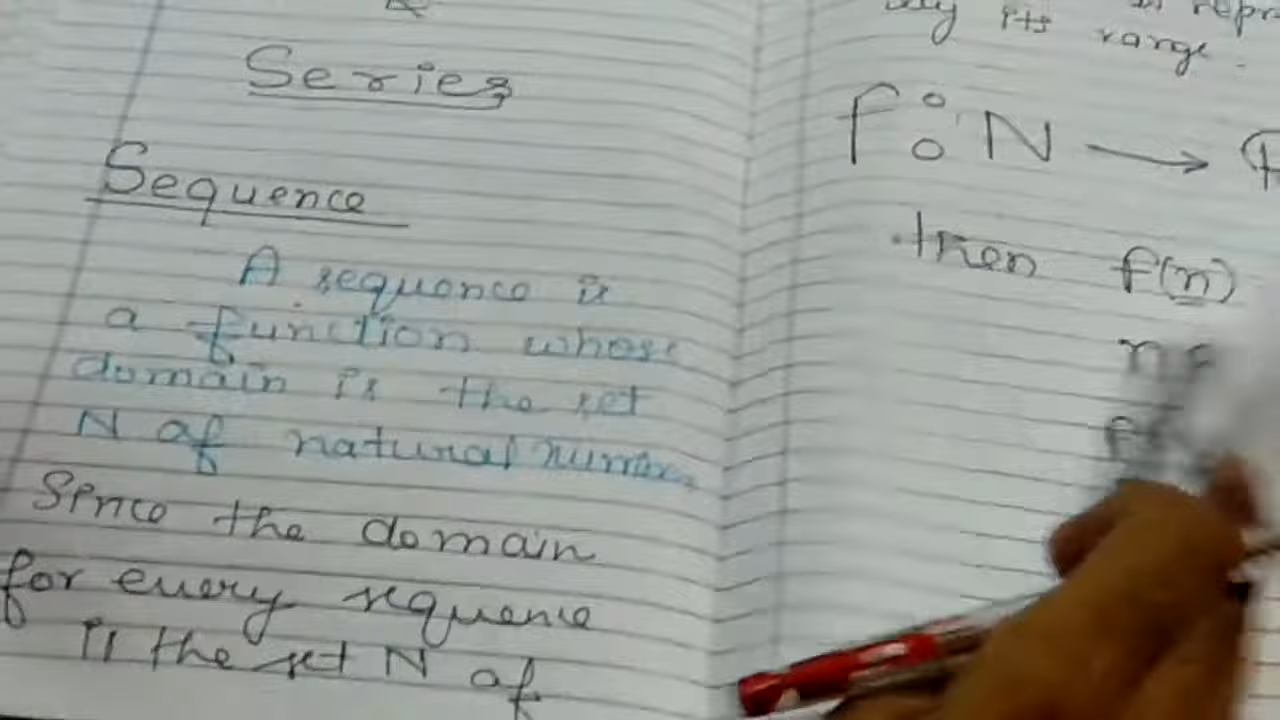 Series
Sequence
A sequence is
a function whose
domain is the set
N of natural
Since the domain
for every sequence
is the set N of
by its range.
f: N →
then f(n)